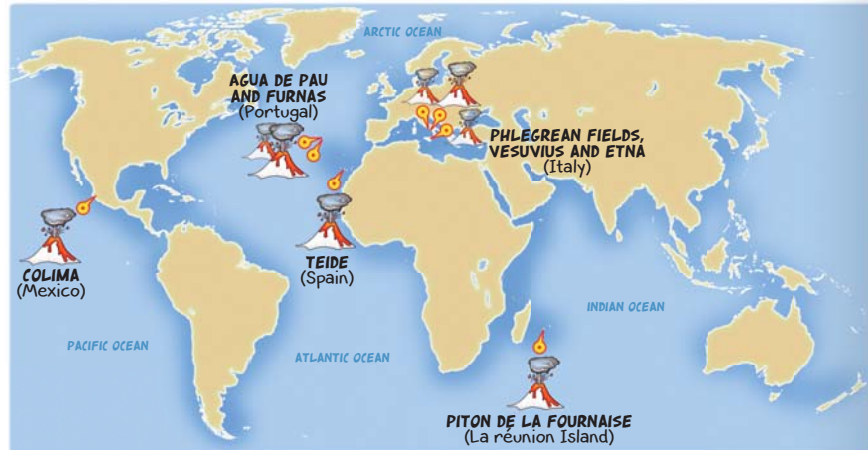 ARCTIC OCEAN
AGUA DE PAU
AND FURNAS
(Portugal)
PHLEGREAN FIELDS,
VESUVIUS AND ETNA
(Italy)
COLIMA
(Mexico)
TEIDE
(Spain)
INDIAN OCEAN
PACIFIC OCEAN
ATLANTIC OCEAN
PITON DE LA FOURNAISE
(La réunion Island)